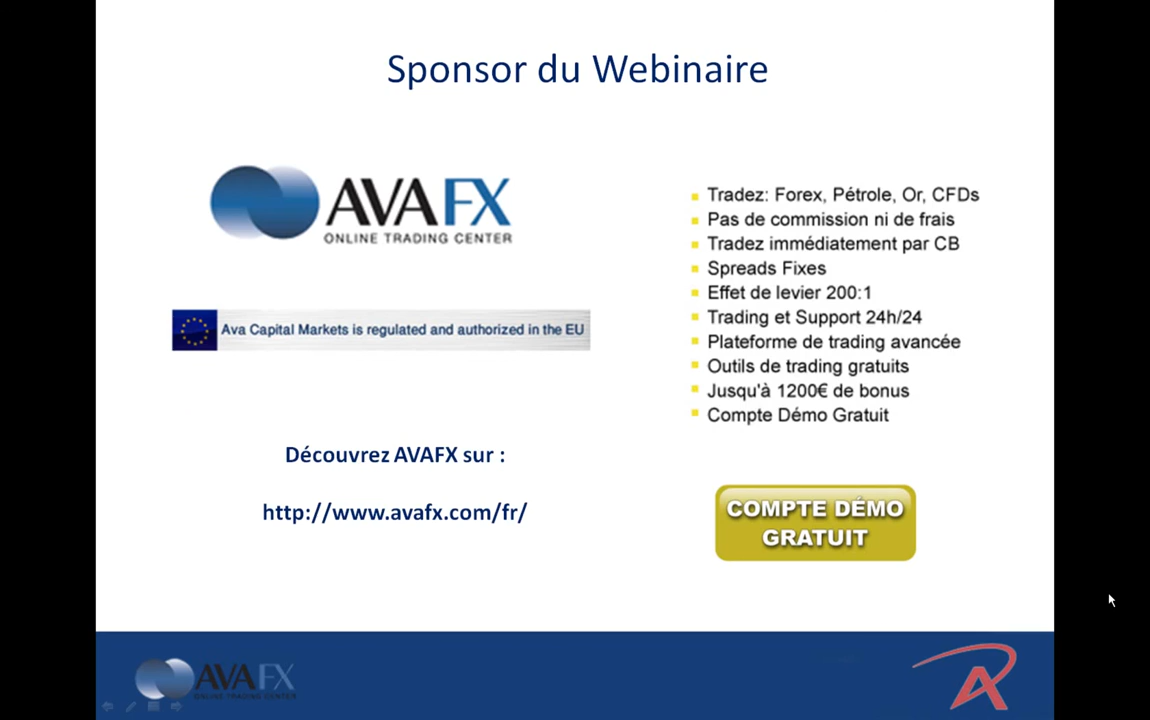 Sponsor du Webinaire
AVAFX
ONLINE TRADING CENTER
Ava Capital Markets is regulated and authorized in the EU
Découvrez AVAFX sur :
http://www.avafx.com/fr/
Tradez: Forex, Pétrole, Or, CFDs
Pas de commission ni de frais
Tradez immédiatement par CB
Spreads Fixes
Effet de levier 200:1
Trading et Support 24h/24
Plateforme de trading avancée
Outils de trading gratuits
Jusqu'à 1200€ de bonus
Compte Démo Gratuit
COMPTE DÉMO
GRATUIT
AVAFX
ONLINE TRADING CENTER